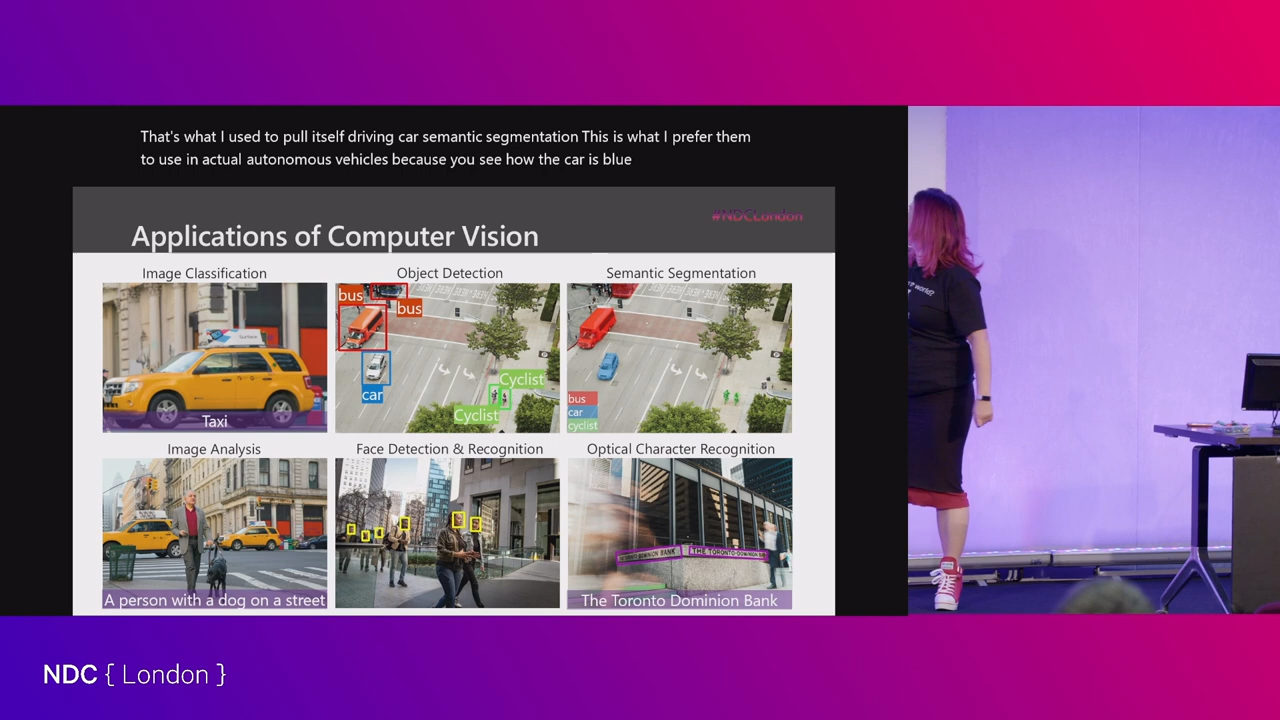 That's what I used to pull itself driving car semantic segmentation This is what I prefer them
to use in actual autonomous vehicles because you see how the car is blue
#NDCLondon
Applications of Computer Vision
Image Classification
Object Detection
Semantic Segmentation
Taxi
bus
bus
car
Cyclist
Cyclist
bus
car
cyclist
Image Analysis
Face Detection & Recognition
Optical Character Recognition
A person with a dog on a street
THE TORONTO-DOMINION
The Toronto Dominion Bank
NDC { London }